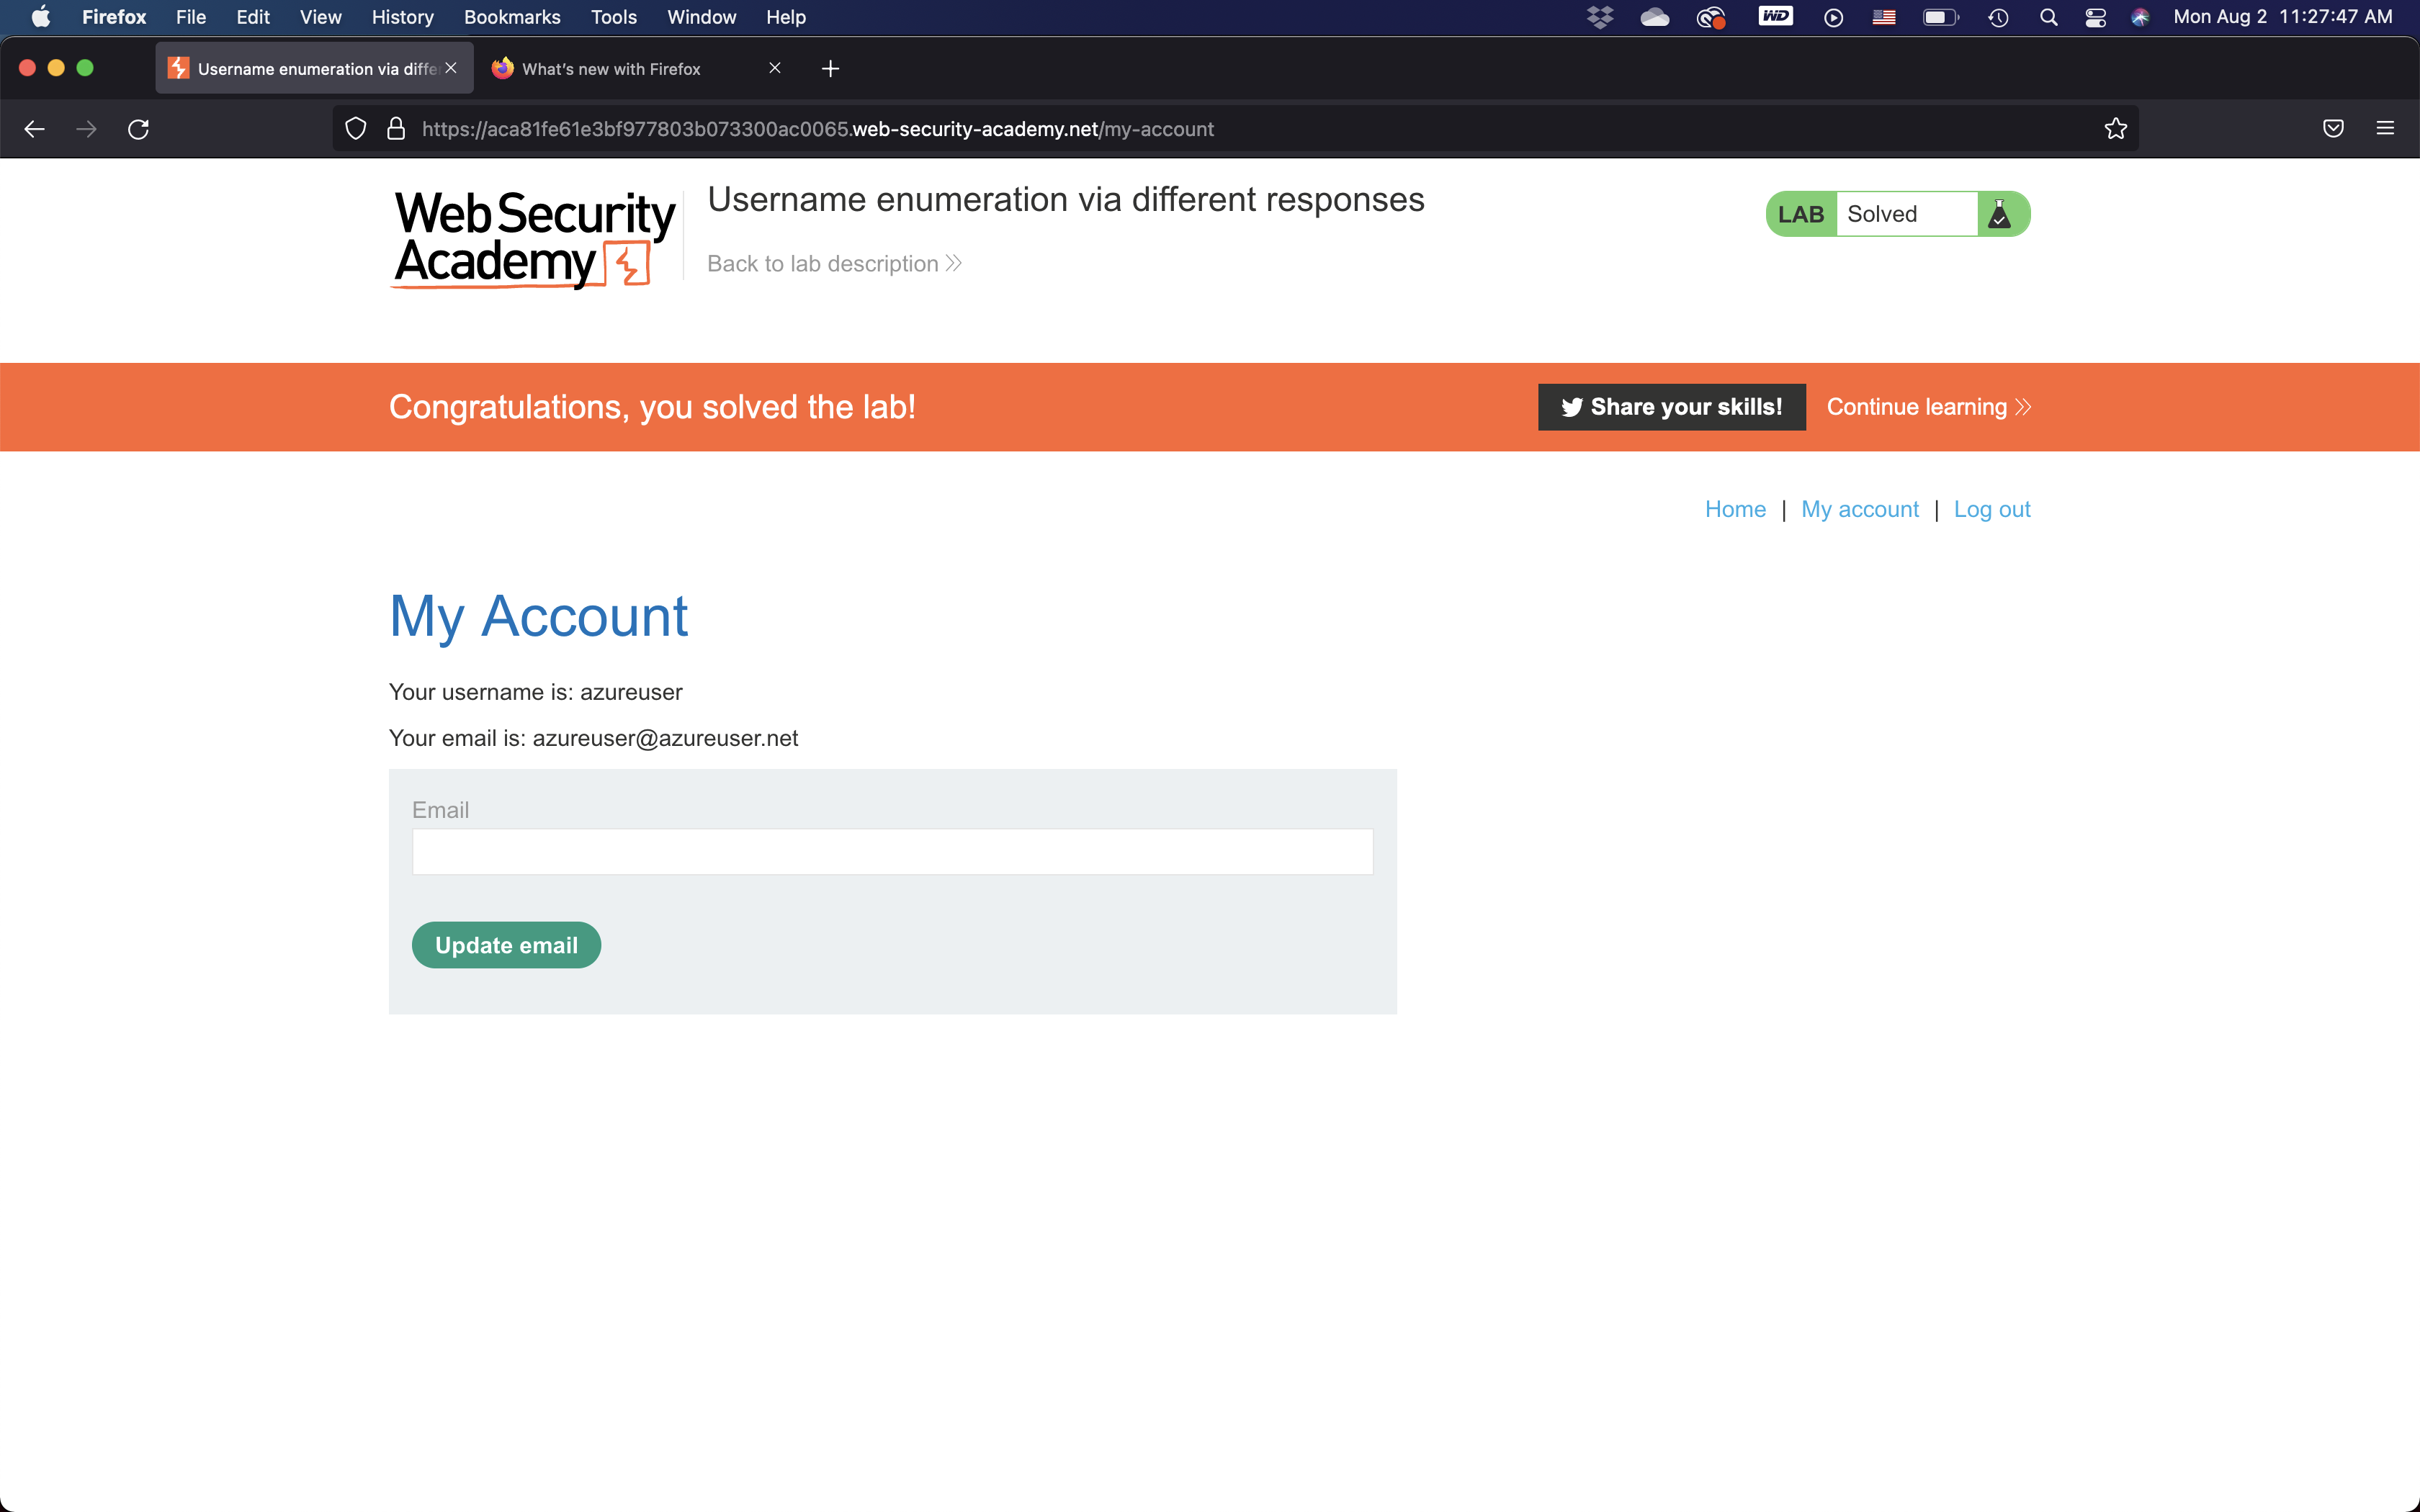 Firefox File Edit View History Bookmarks Tools Window Help WD Mon Aug 2 11:27:47 AM
Username enumeration via diffe What's new with Firefox
https://aca81fe61e3bf977803b073300ac0065.web-security-academy.net/my-account
Web Security
Academy
Username enumeration via different responses
Back to lab description
LAB Solved
Congratulations, you solved the lab! Share your skills! Continue learning
Home | My account | Log out
My Account
Your username is: azureuser
Your email is: azureuser@azureuser.net
Email
Update email